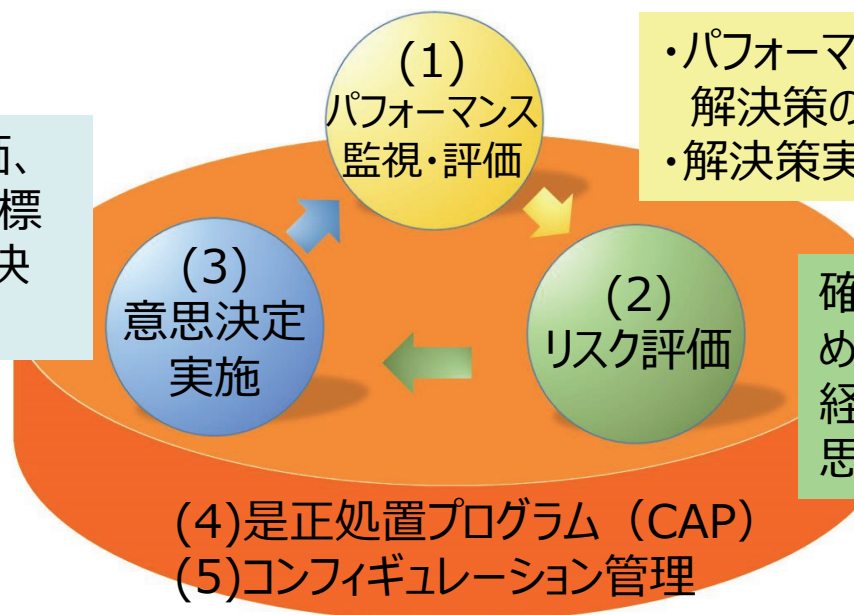 (1)
パフォーマンス
監視・評価
・パフォーマ
解決策の
・解決策実
面、
標
決
(3)
意思決定
実施
(2)
リスク評価
確
め
経
思
(4)是正処置プログラム（CAP）
(5)コンフィギュレーション管理